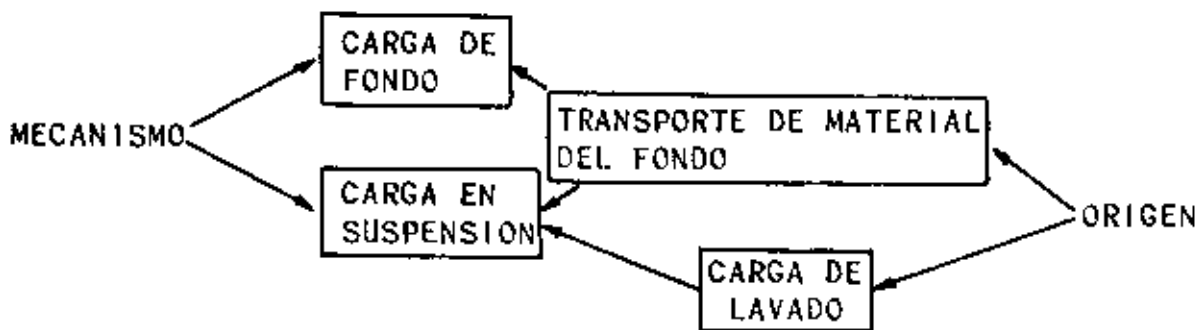 CARGA DE
FONDO
MECANISMO
TRANSPORTE DE MATERIAL
DEL FONDO
CARGA EN
SUSPENSION
ORIGEN
CARGA DE
LAVADO